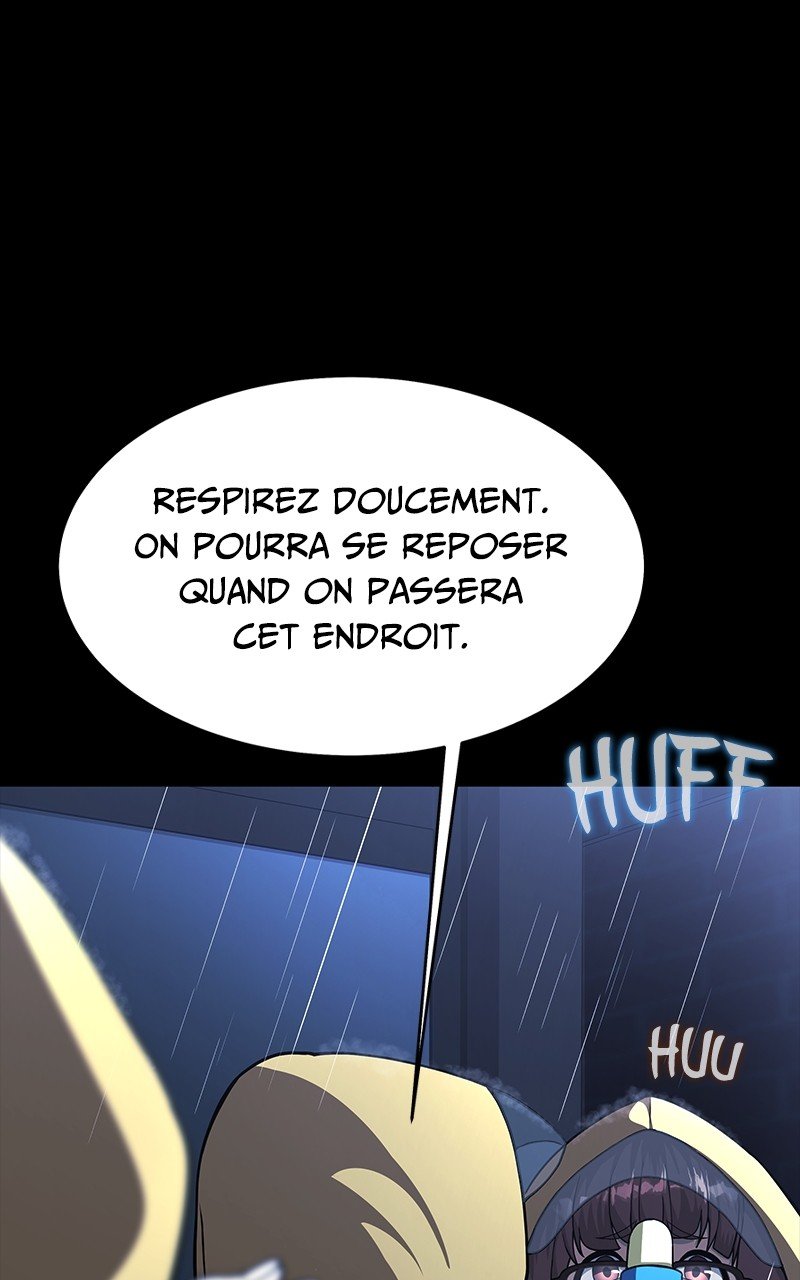 RESPIREZ DOUCEMENT.
ON POURRA SE REPOSER
QUAND ON PASSERA
CET ENDROIT.
HUFF
HUU